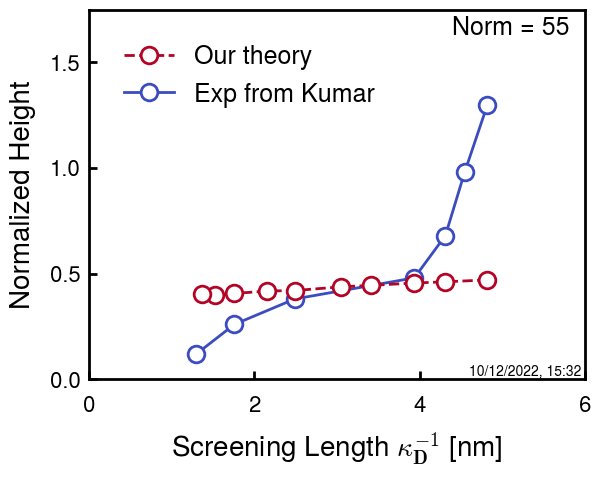 Norm = 55
Our theory
Exp from Kumar
Normalized Height
1.5
1.0
0.5
0.0
0 2 4 6
10/12/2022, 15:32
Screening Length κ_D^{-1} [nm]